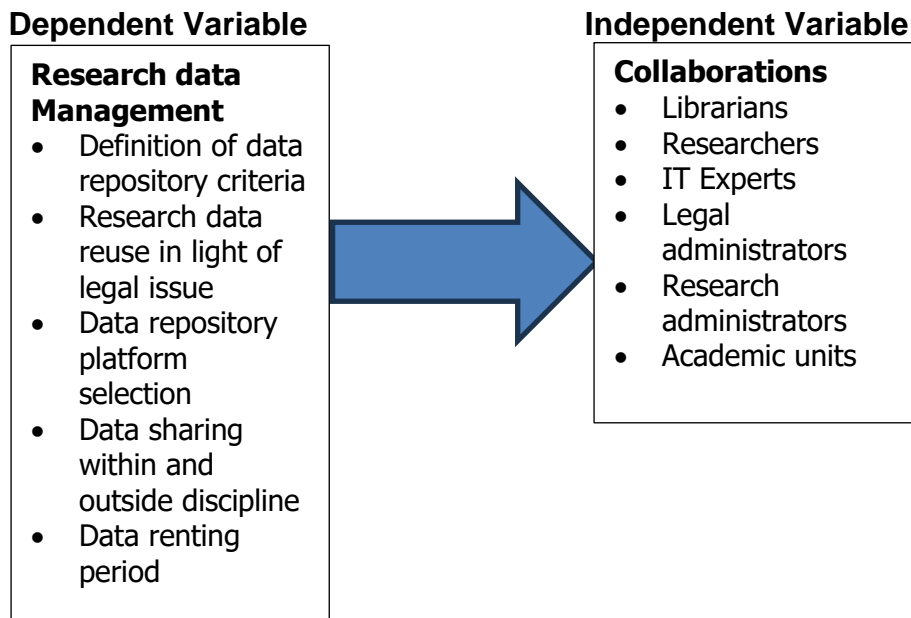 Dependent Variable
Research data
Management
• Definition of data
repository criteria
• Research data
reuse in light of
legal issue
• Data repository
platform
selection
• Data sharing
within and
outside discipline
• Data renting
period
Independent Variable
Collaborations
• Librarians
• Researchers
• IT Experts
• Legal
administrators
• Research
administrators
• Academic units